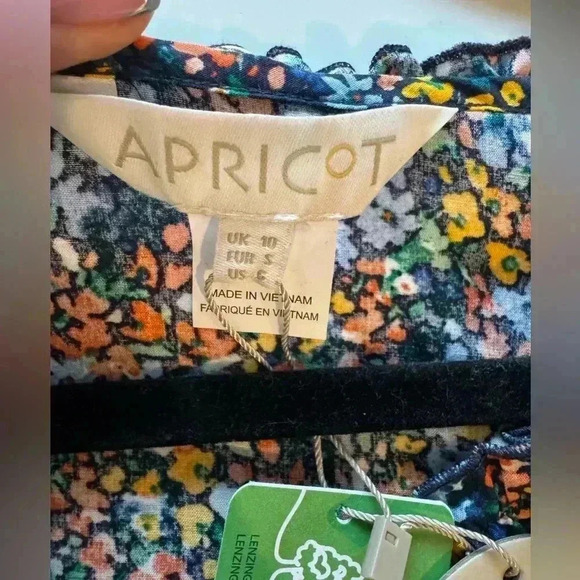 APRICOT
UK 10
EUR S
US 6
MADE IN VIETNAM
FABRIQUÉ EN VIETNAM
LENZING
LENZING